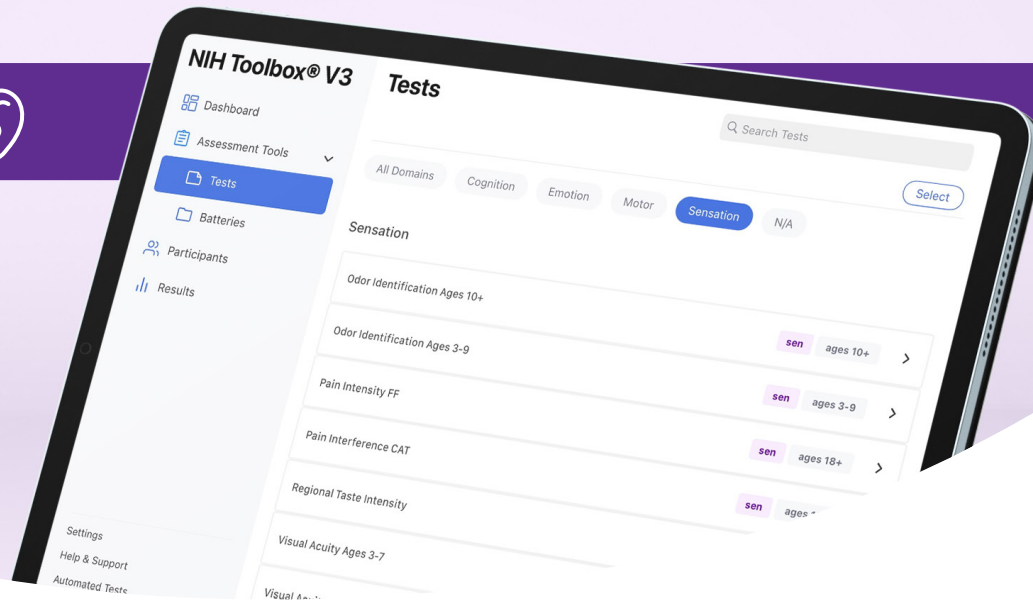 NIH Toolbox® V3
Dashboard
Assessment Tools
Tests
Batteries
Participants
Results
Settings
Help & Support
Automated Tests
Tests
Search Tests
Select
All Domains Cognition Emotion Motor Sensation N/A
Sensation
Odor Identification Ages 10+
sen ages 10+
Odor Identification Ages 3-9
sen ages 3-9
Pain Intensity FF
sen ages 18+
Pain Interference CAT
sen ages
Regional Taste Intensity
Visual Acuity Ages 3-7
Visual